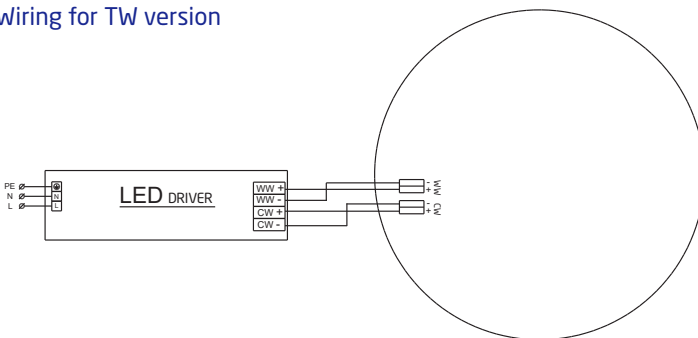 Wiring for TW version
PE
N
L
N
L
LED DRIVER
WW +
WW -
CW +
CW -
- +
WW
- +
CW